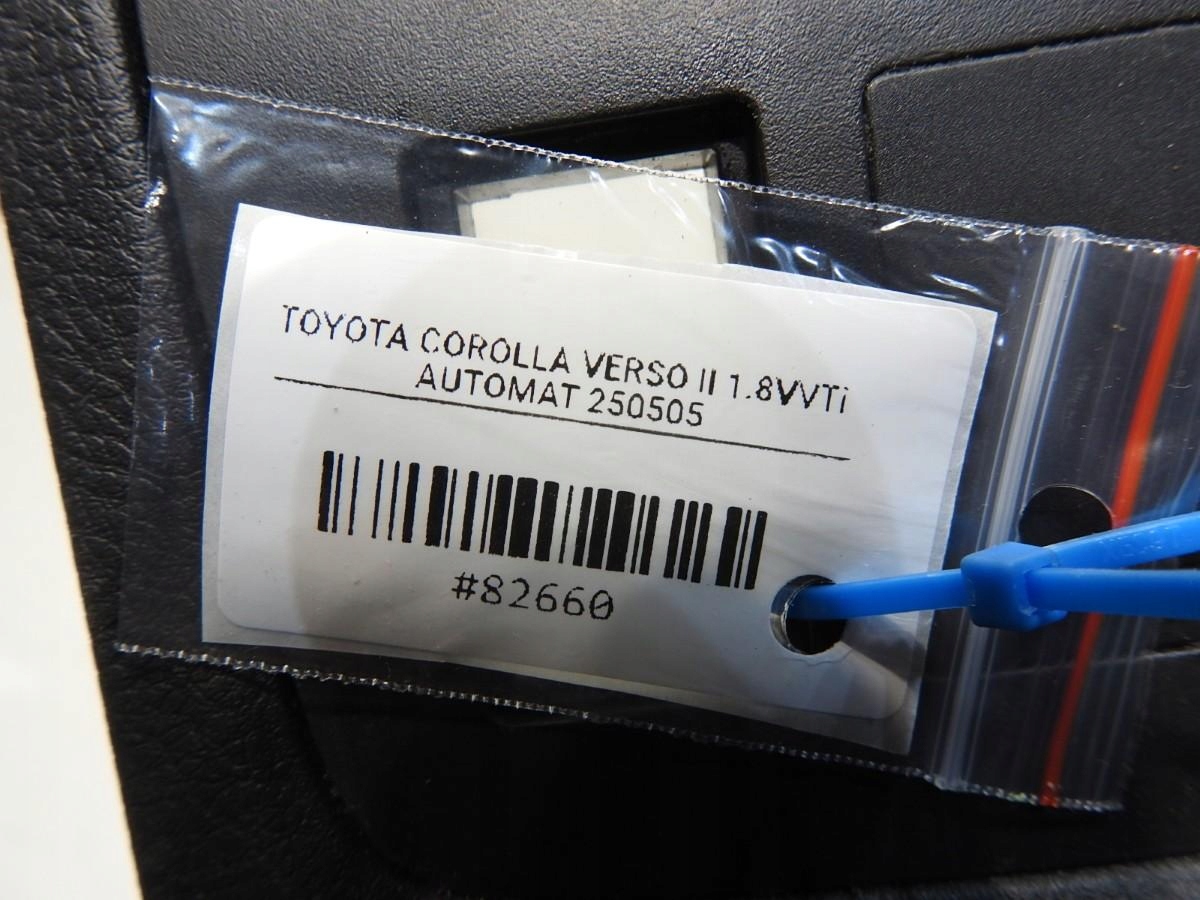 TOYOTA COROLLA VERSO II 1.8VVTi
AUTOMAT 250505
#82660